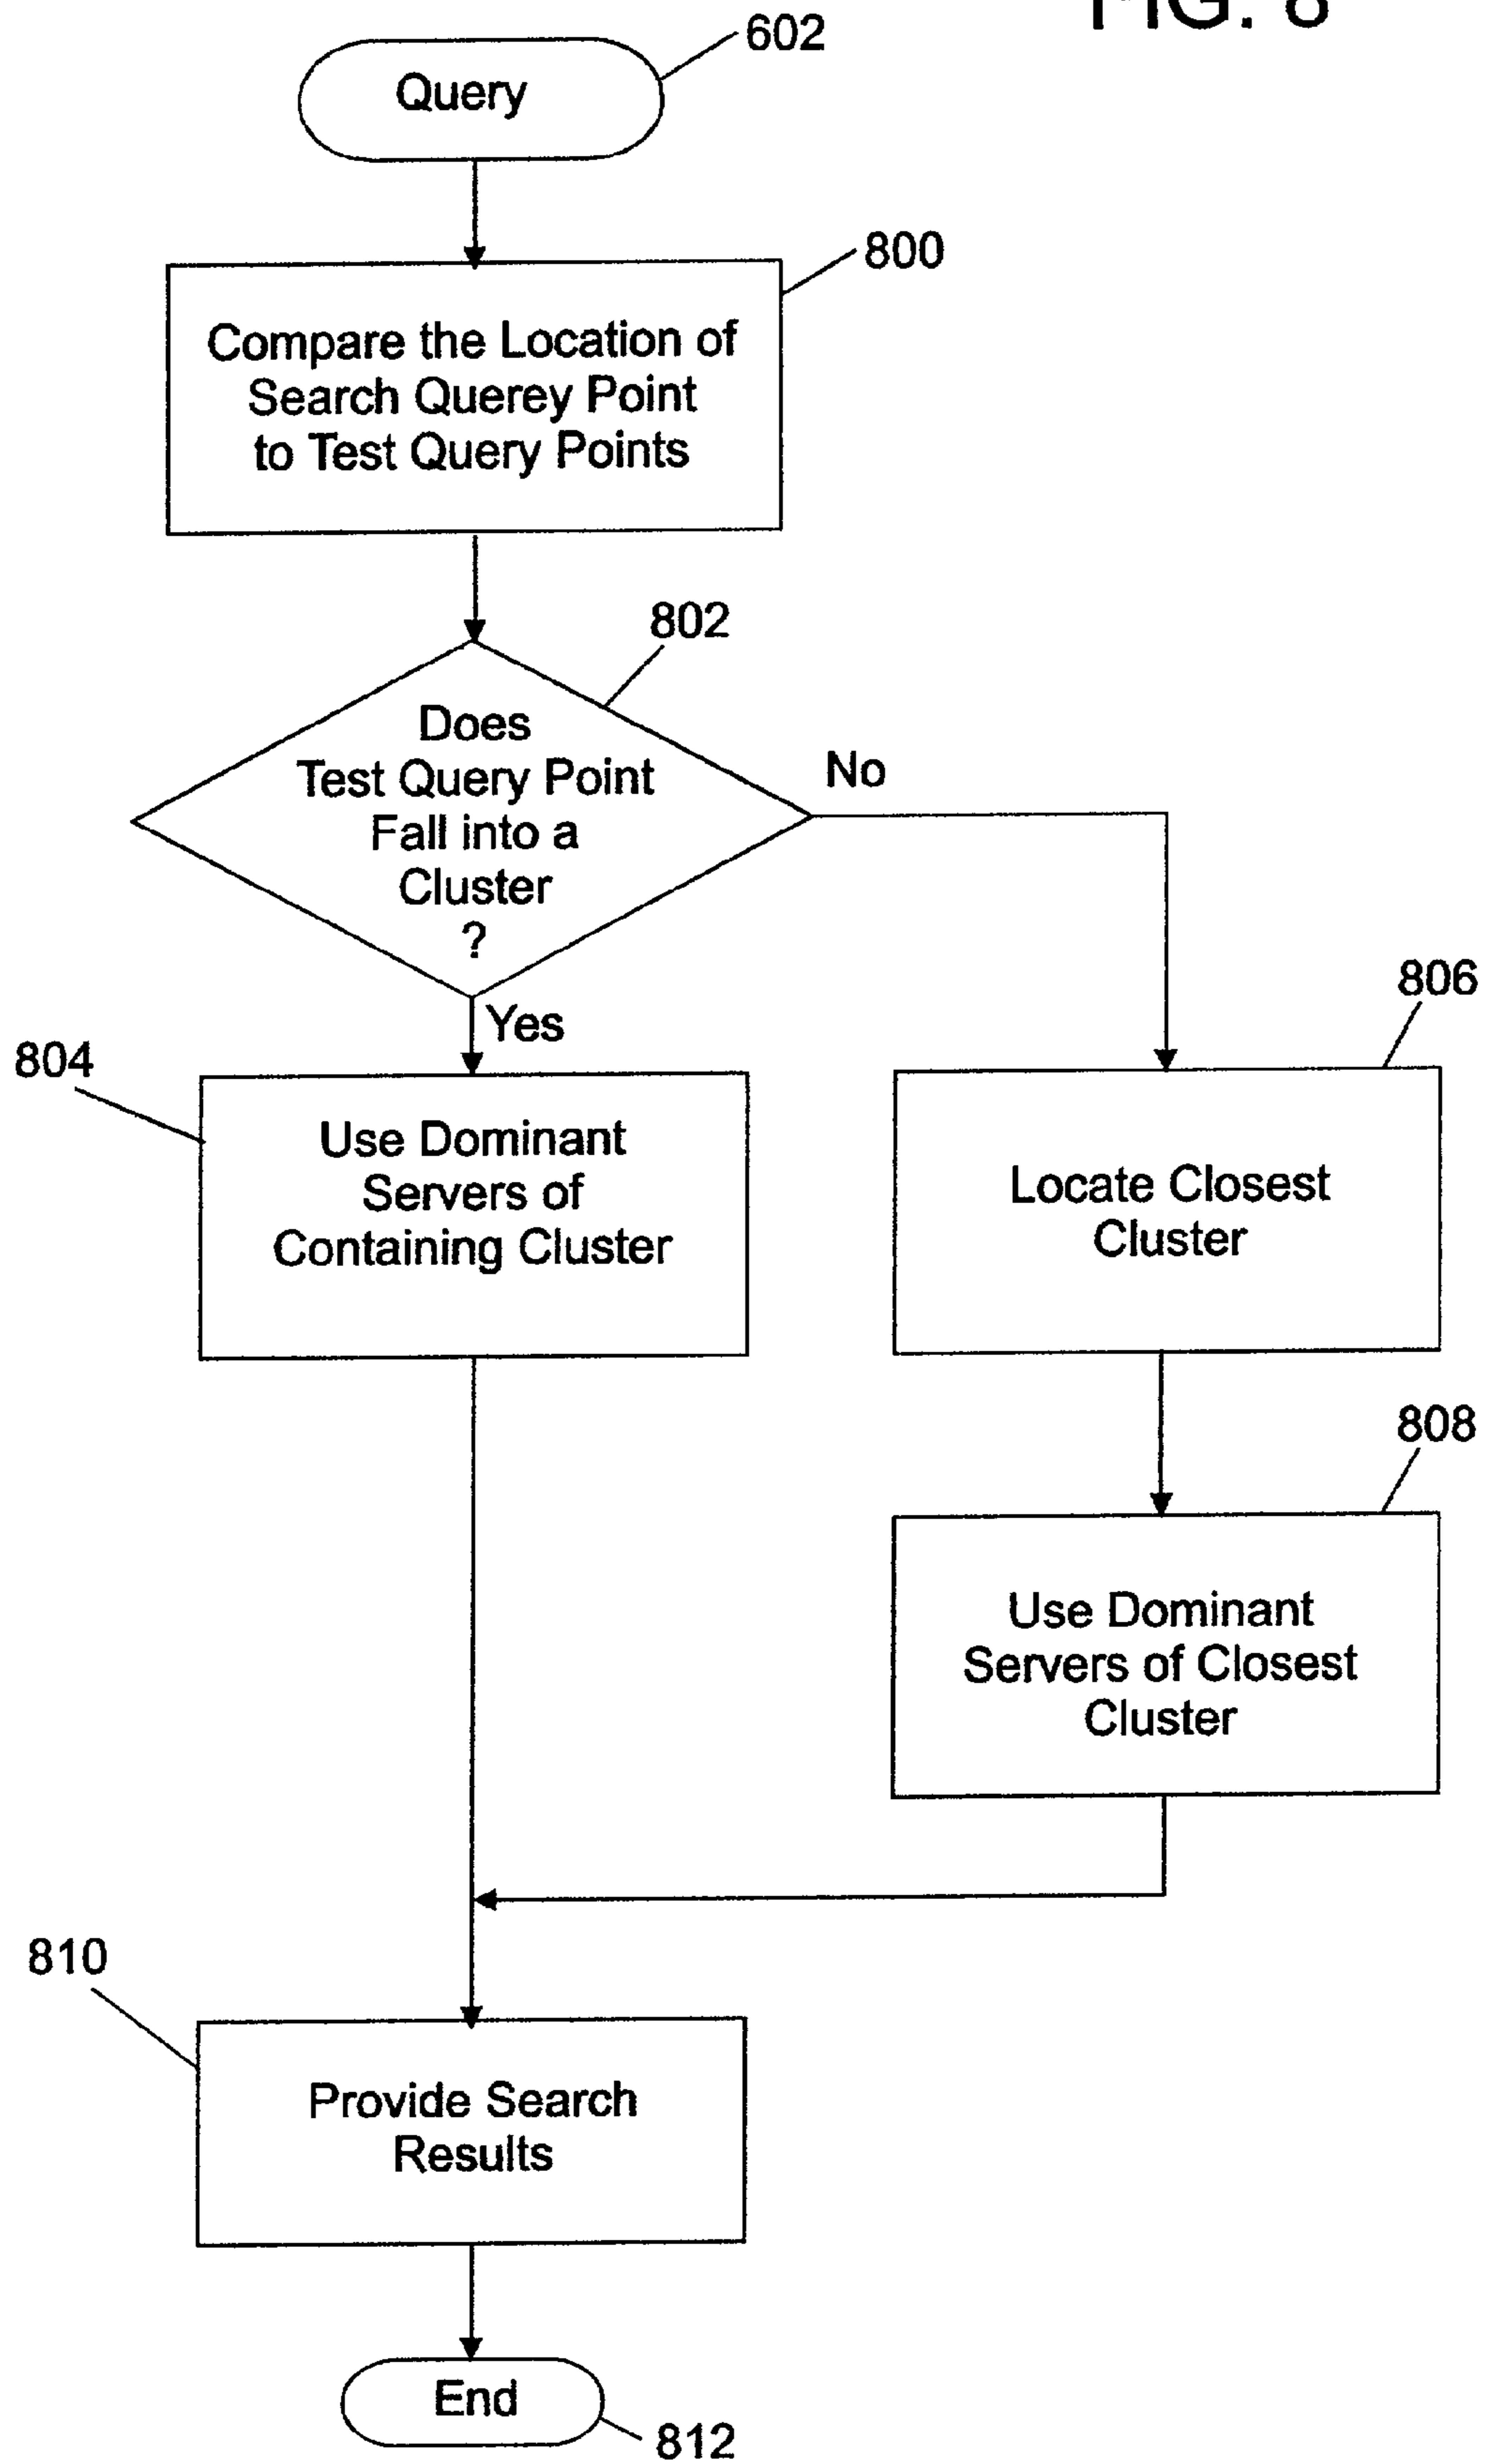 FIG. 8
602
Query
800
Compare the Location of
Search Querey Point
to Test Query Points
802
Does
Test Query Point
Fall into a
Cluster
?
No
Yes
804
Use Dominant
Servers of
Containing Cluster
806
Locate Closest
Cluster
808
Use Dominant
Servers of Closest
Cluster
810
Provide Search
Results
End
812